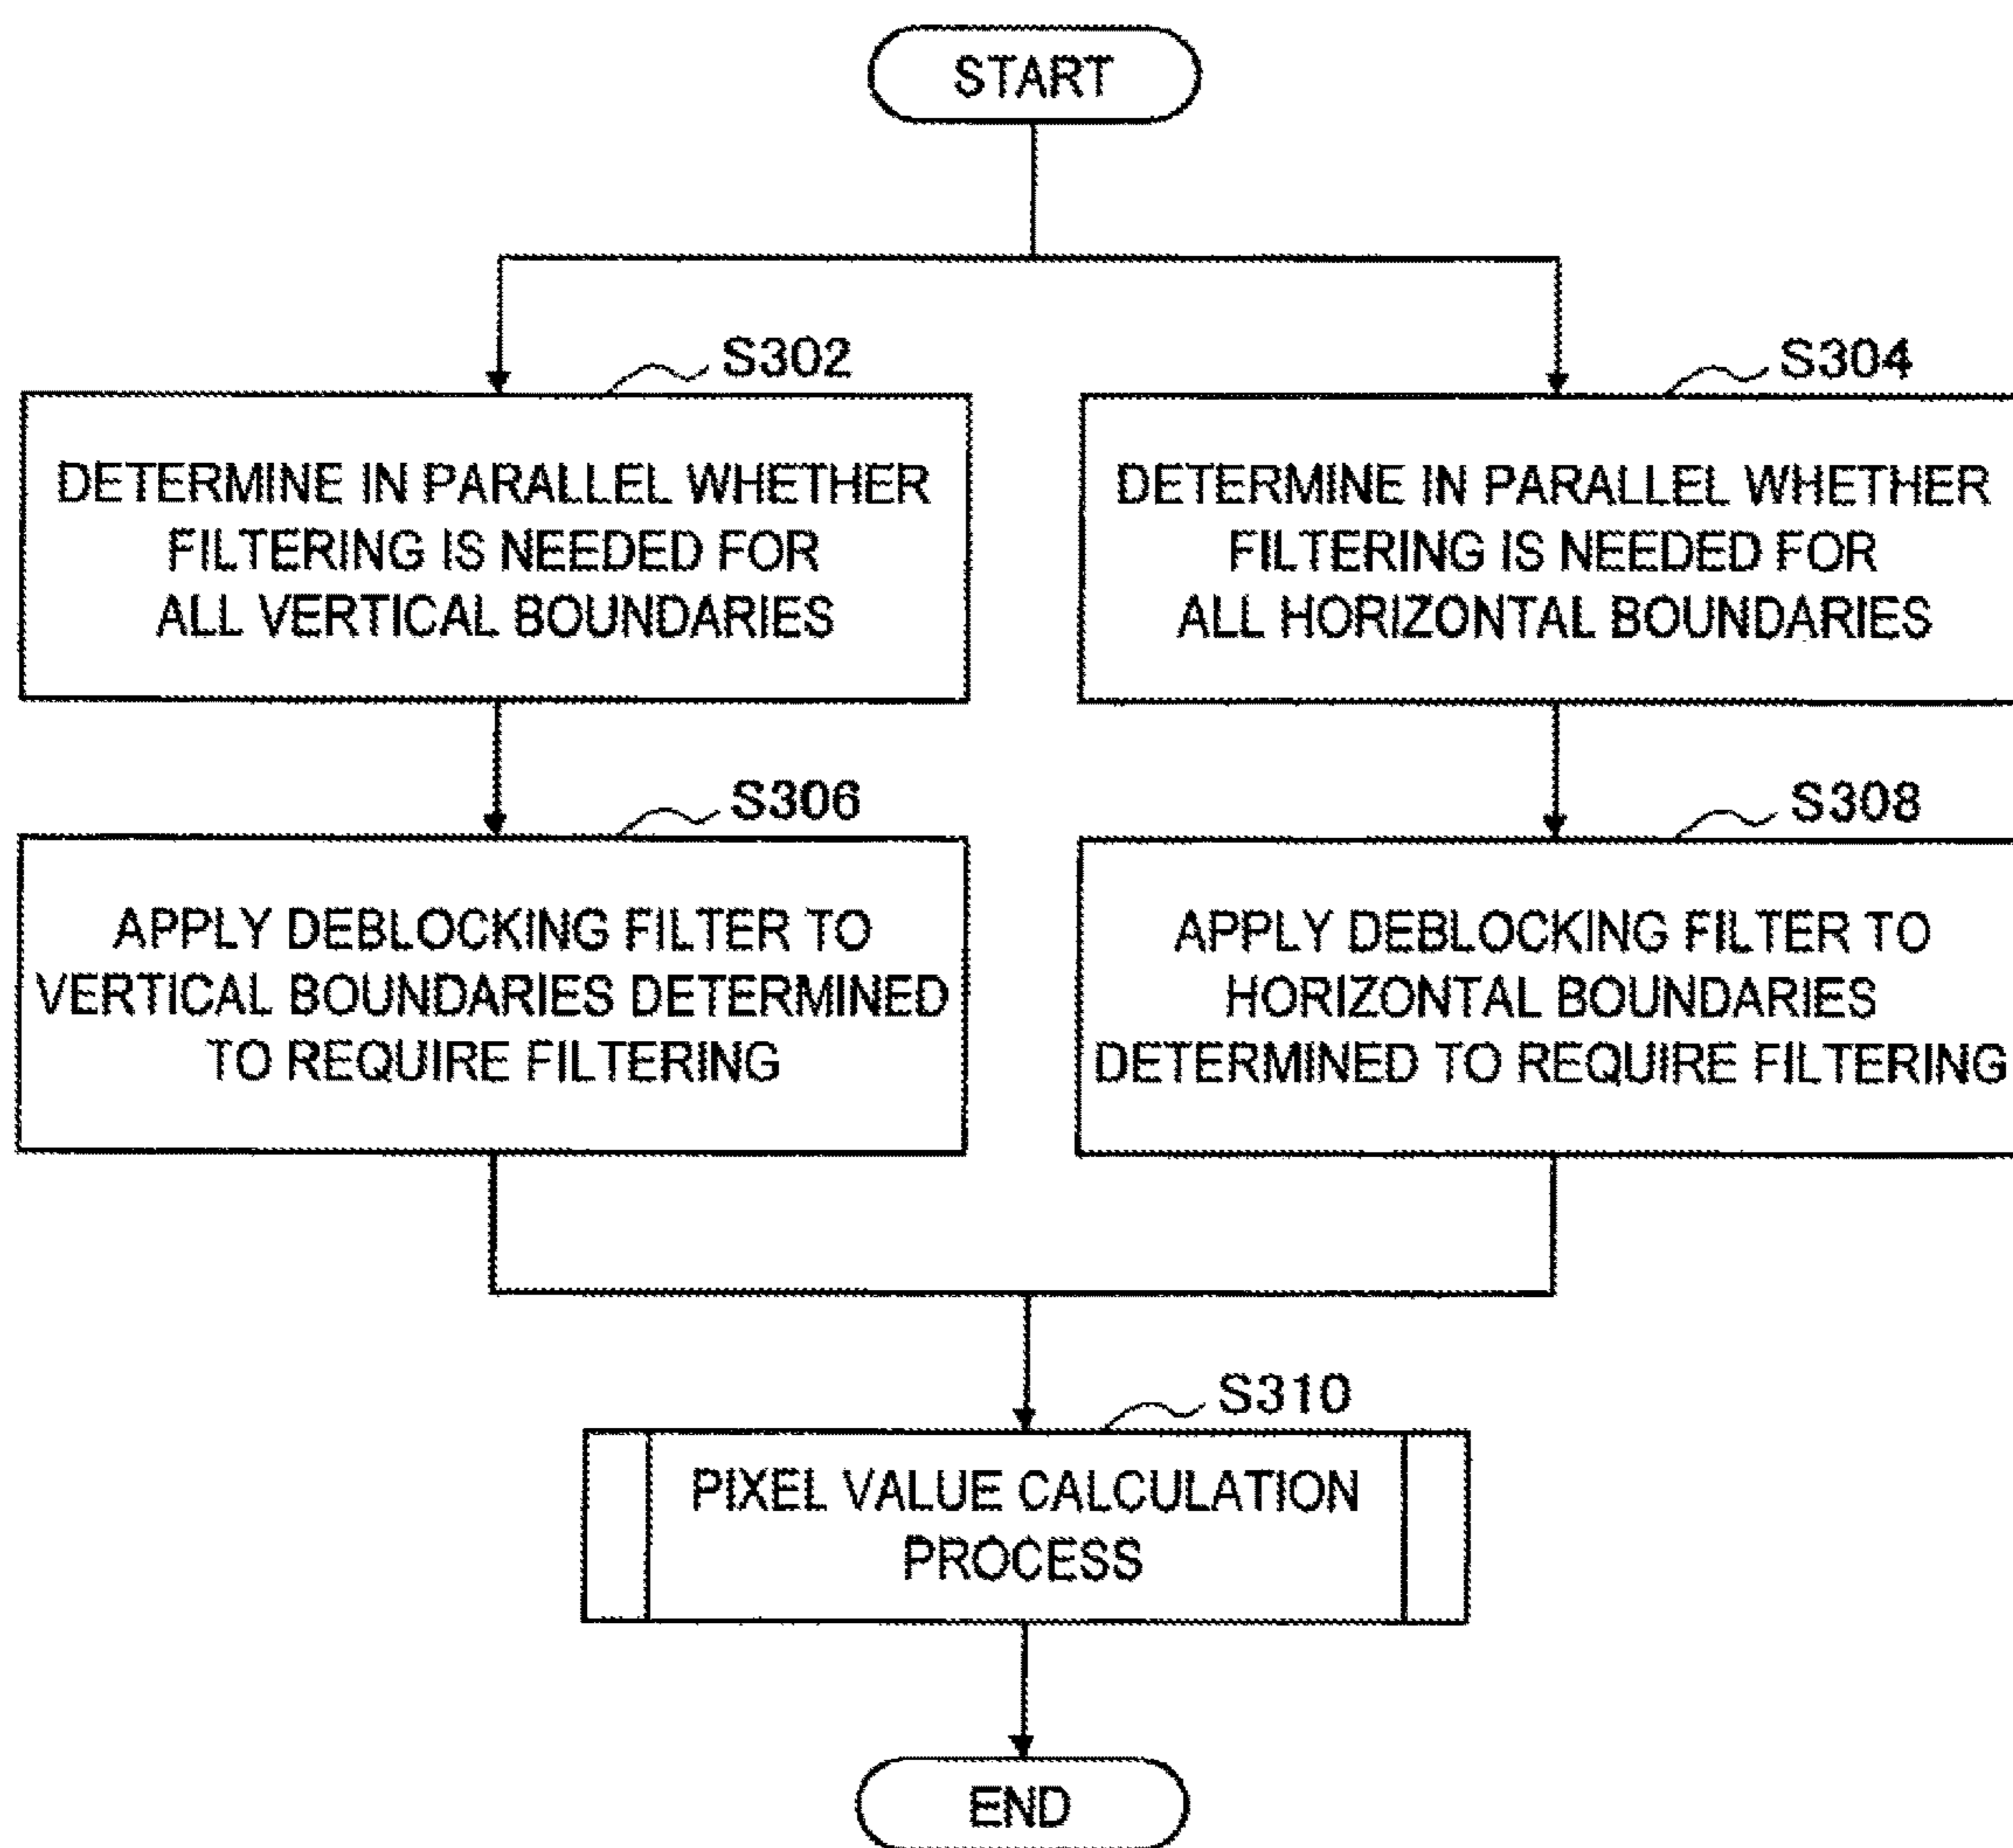 START
S302
DETERMINE IN PARALLEL WHETHER
FILTERING IS NEEDED FOR
ALL VERTICAL BOUNDARIES
S304
DETERMINE IN PARALLEL WHETHER
FILTERING IS NEEDED FOR
ALL HORIZONTAL BOUNDARIES
S306
APPLY DEBLOCKING FILTER TO
VERTICAL BOUNDARIES DETERMINED
TO REQUIRE FILTERING
S308
APPLY DEBLOCKING FILTER TO
HORIZONTAL BOUNDARIES
DETERMINED TO REQUIRE FILTERING
S310
PIXEL VALUE CALCULATION
PROCESS
END